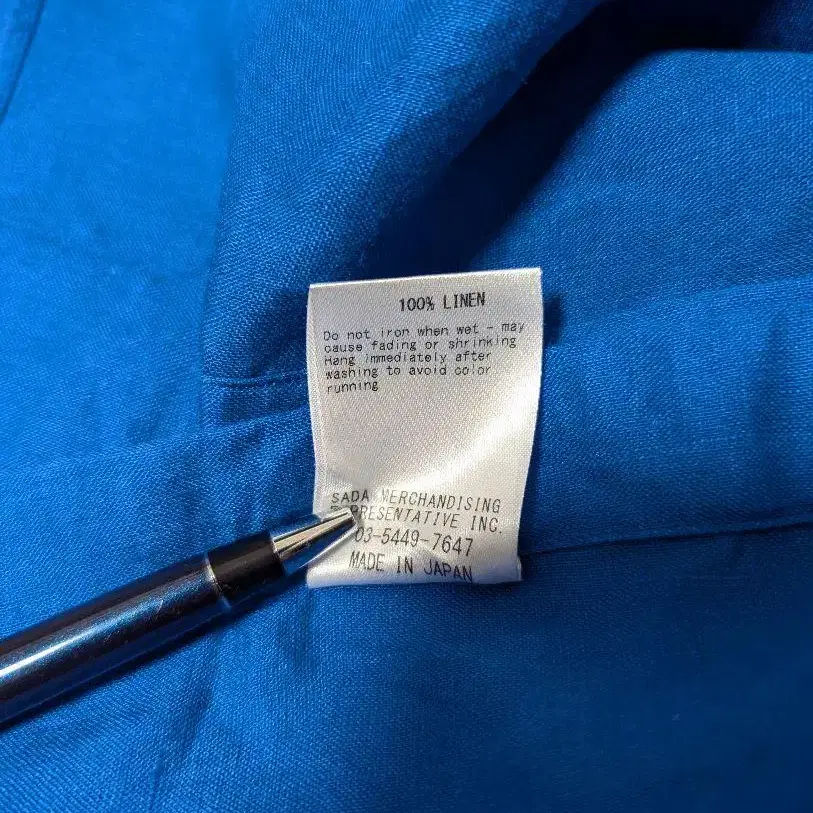 100% LINEN
Do not iron when wet - may
cause fading or shrinking
Hang immediately after
washing to avoid color
running
SADA MERCHANDISING
REPRESENTATIVE INC.
03-5449-7647
MADE IN JAPAN